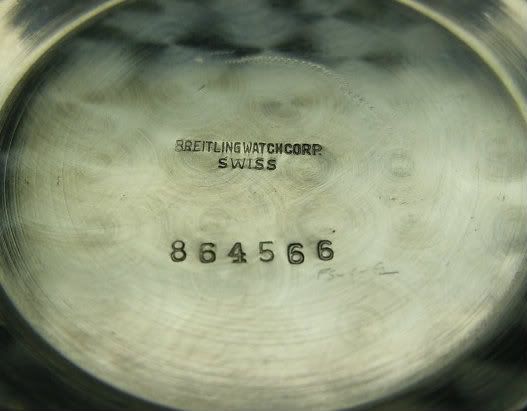 BREITLING WATCH CORP.
SWISS
864566